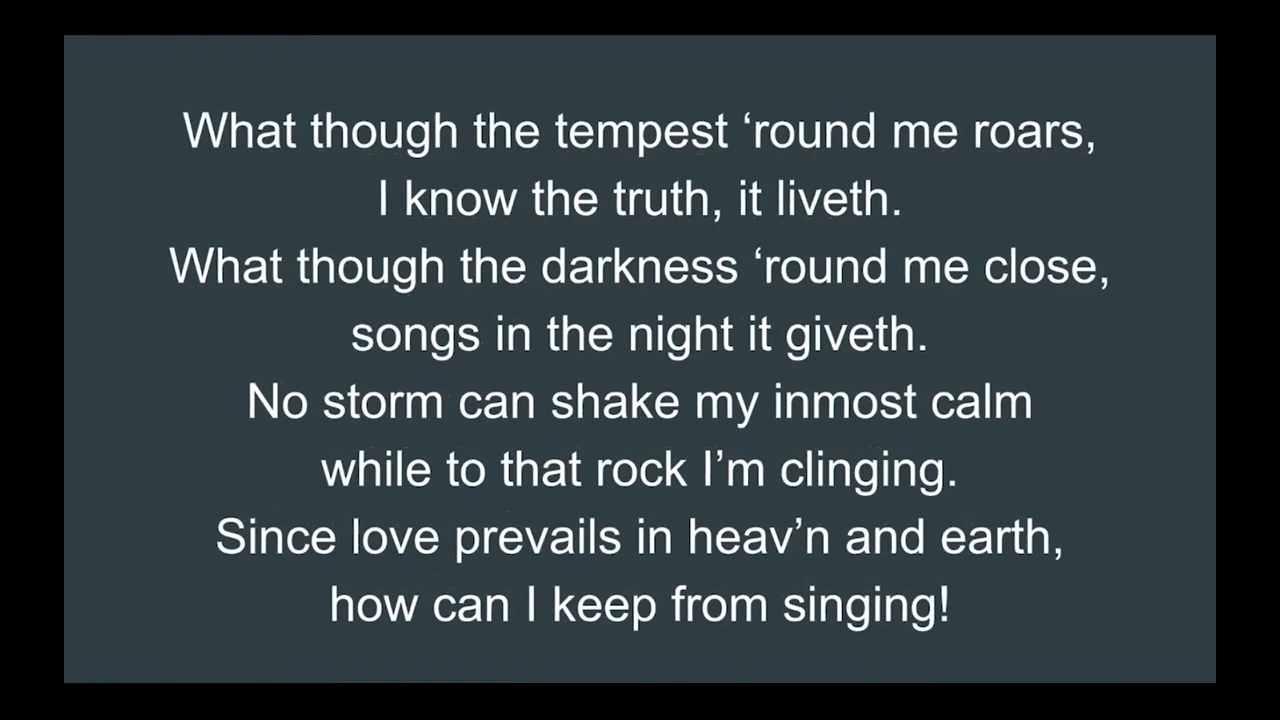 What though the tempest ‘round me roars,
I know the truth, it liveth.
What though the darkness ‘round me close,
songs in the night it giveth.
No storm can shake my inmost calm
while to that rock I’m clinging.
Since love prevails in heav’n and earth,
how can I keep from singing!